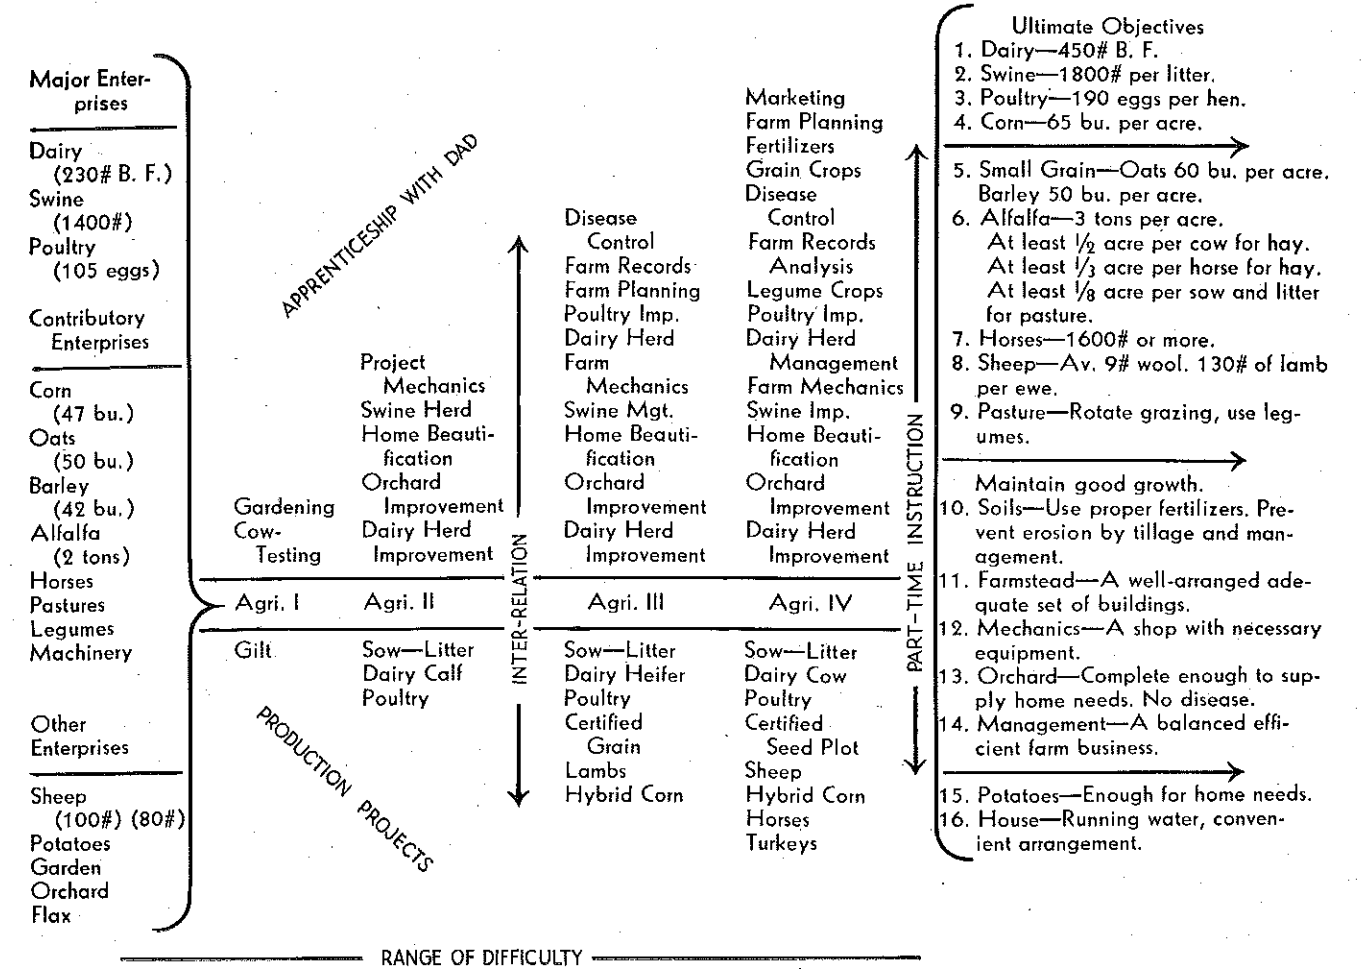 Major Enter-
prises
Dairy
(230# B. F.)
Swine
(1400#)
Poultry
(105 eggs)
Contributory
Enterprises
Corn
(47 bu.)
Oats
(50 bu.)
Barley
(42 bu.)
Alfalfa
(2 tons)
Horses
Pastures
Legumes
Machinery
Other
Enterprises
Sheep
(100#) (80#)
Potatoes
Garden
Orchard
Flax
APPRENTICESHIP WITH DAD
Gardening
Cow-
Testing
Agri. I
Gilt
PRODUCTION PROJECTS
Project
Mechanics
Swine Herd
Home Beauti-
fication
Orchard
Improvement
Dairy Herd
Improvement
Agri. II
Sow—Litter
Dairy Calf
Poultry
INTER-RELATION
Disease
Control
Farm Records
Farm Planning
Poultry Imp.
Dairy Herd
Farm
Mechanics
Swine Mgt.
Home Beauti-
fication
Orchard
Improvement
Dairy Herd
Improvement
Agri. III
Sow—Litter
Dairy Heifer
Poultry
Certified
Grain
Lambs
Hybrid Corn
Marketing
Farm Planning
Fertilizers
Grain Crops
Disease
Control
Farm Records
Analysis
Legume Crops
Poultry Imp.
Dairy Herd
Management
Farm Mechanics
Swine Imp.
Home Beauti-
fication
Orchard
Improvement
Dairy Herd
Improvement
Agri. IV
Sow—Litter
Dairy Cow
Poultry
Certified
Seed Plot
Sheep
Hybrid Corn
Horses
Turkeys
PART-TIME INSTRUCTION
Ultimate Objectives
1. Dairy—450# B. F.
2. Swine—1800# per litter.
3. Poultry—190 eggs per hen.
4. Corn—65 bu. per acre.
5. Small Grain—Oats 60 bu. per acre.
Barley 50 bu. per acre.
6. Alfalfa—3 tons per acre.
At least 1/2 acre per cow for hay.
At least 1/3 acre per horse for hay.
At least 1/8 acre per sow and litter
for pasture.
7. Horses—1600# or more.
8. Sheep—Av. 9# wool. 130# of lamb
per ewe.
9. Pasture—Rotate grazing, use leg-
umes.
Maintain good growth.
10. Soils—Use proper fertilizers. Pre-
vent erosion by tillage and man-
agement.
11. Farmstead—A well-arranged ade-
quate set of buildings.
12. Mechanics—A shop with necessary
equipment.
13. Orchard—Complete enough to sup-
ply home needs. No disease.
14. Management—A balanced effi-
cient farm business.
15. Potatoes—Enough for home needs.
16. House—Running water, conven-
ient arrangement.
RANGE OF DIFFICULTY